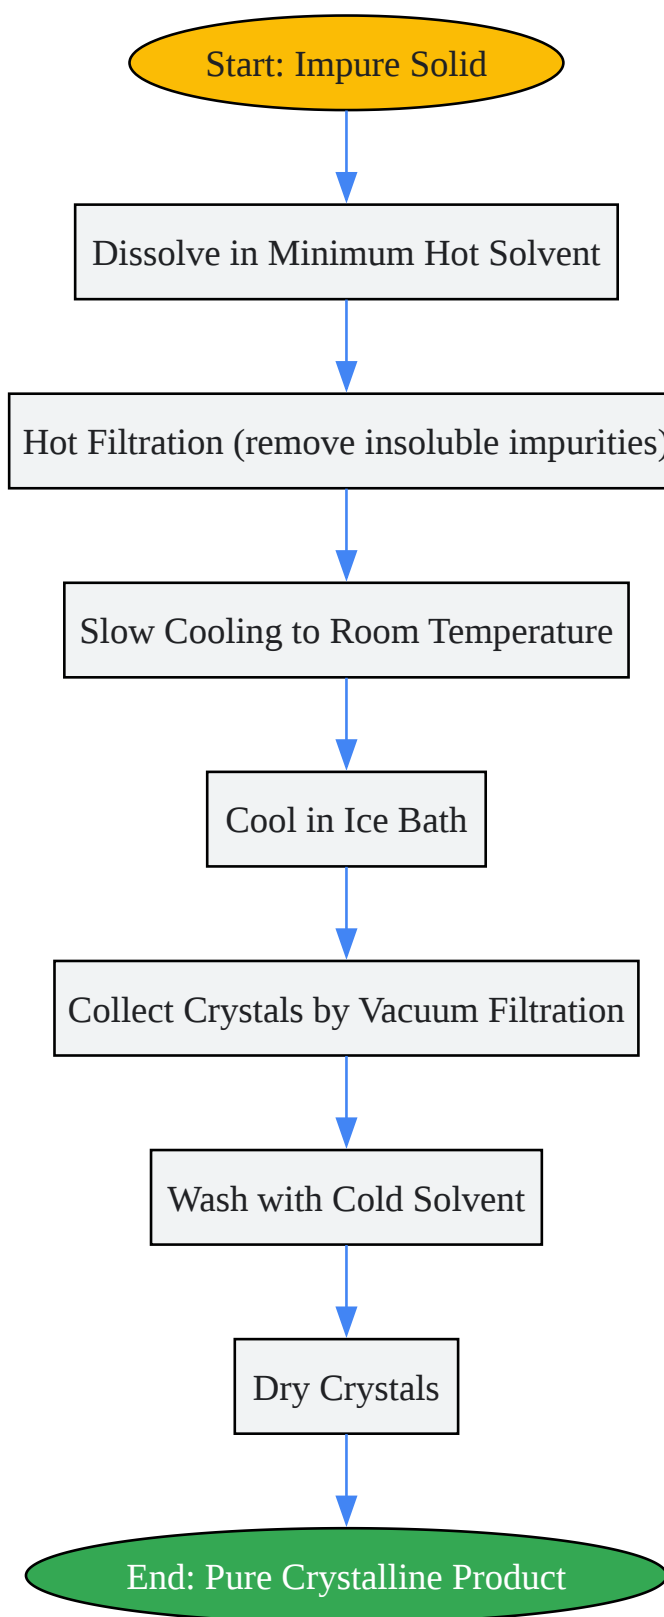 Start: Impure Solid
Dissolve in Minimum Hot Solvent
Hot Filtration (remove insoluble impurities)
Slow Cooling to Room Temperature
Cool in Ice Bath
Collect Crystals by Vacuum Filtration
Wash with Cold Solvent
Dry Crystals
End: Pure Crystalline Product